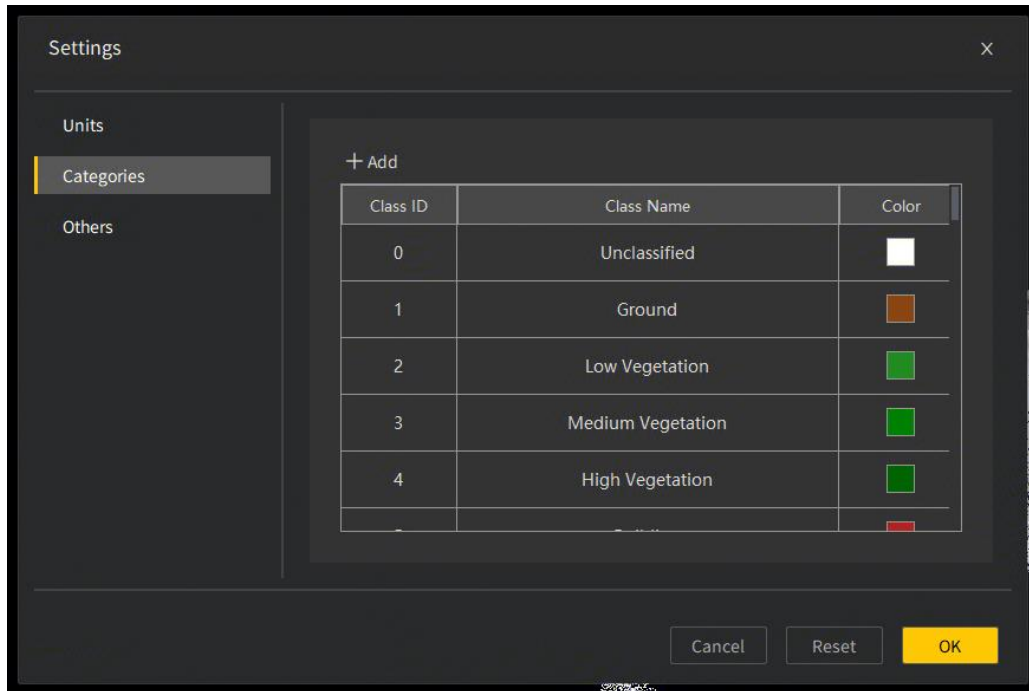 Settings
X
Units
Categories
Others
+ Add
Class ID Class Name Color
0 Unclassified
1 Ground
2 Low Vegetation
3 Medium Vegetation
4 High Vegetation
Cancel Reset OK